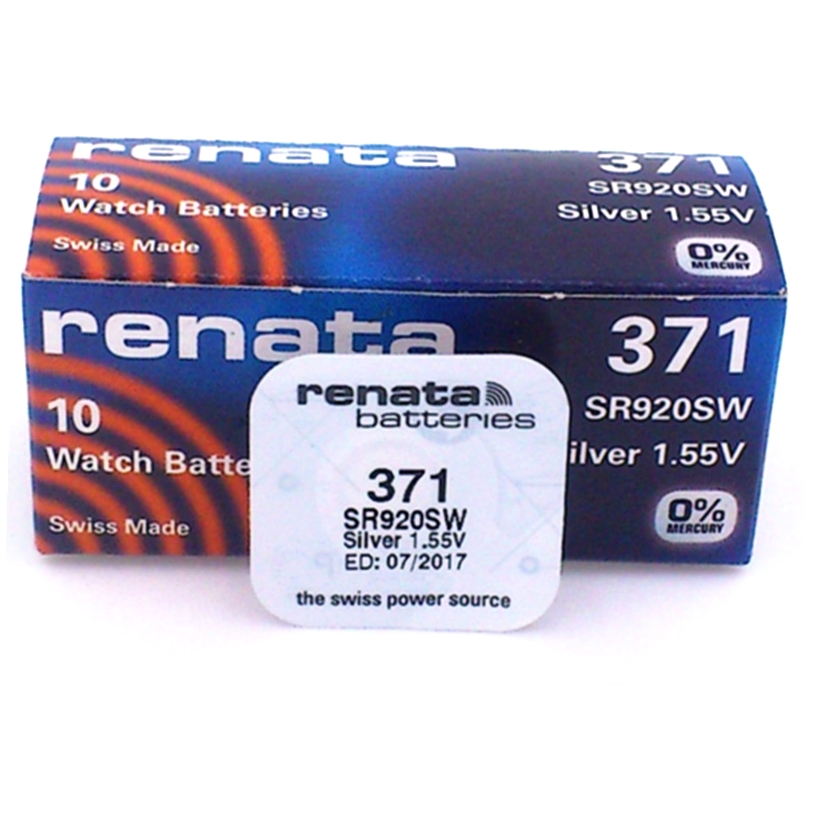 renata
371
10
SR920SW
Watch Batteries
Silver 1.55V
Swiss Made
0%
MERCURY
renata
371
10
SR920SW
Watch Batte
ilver 1.55V
Swiss Made
0%
MERCURY
renata
batteries
371
SR920SW
Silver 1.55V
ED: 07/2017
the swiss power source